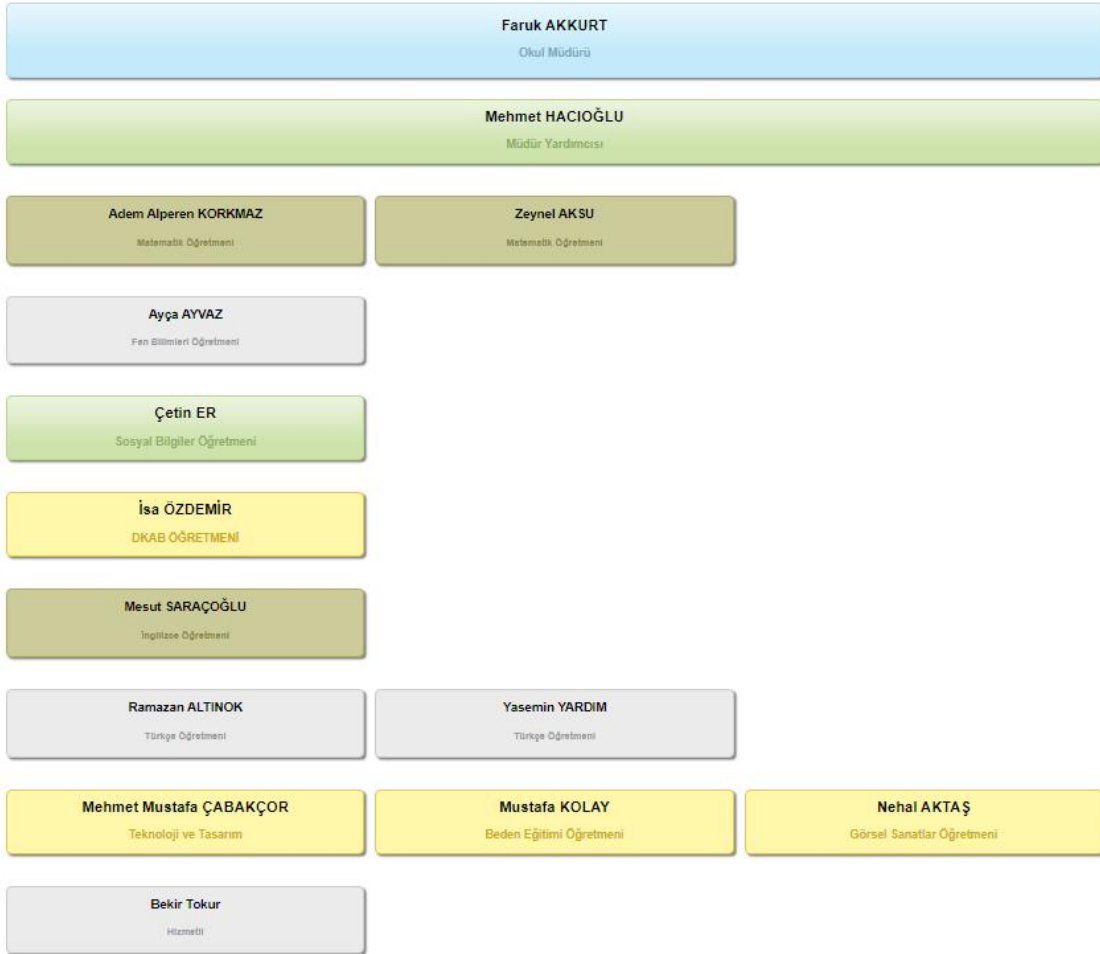 Faruk AKKURT
Okul Müdürü
Mehmet HACIOĞLU
Müdür Yardımcısı
Adem Alperen KORKMAZ
Matematik Öğretmeni
Zeynel AKSU
Matematik Öğretmeni
Ayça AYVAZ
Fen Bilimleri Öğretmeni
Çetin ER
Sosyal Bilgiler Öğretmeni
İsa ÖZDEMİR
DKAB ÖĞRETMENİ
Mesut SARAÇOĞLU
İngilizce Öğretmeni
Ramazan ALTINOK
Türkçe Öğretmeni
Yasemin YARDIM
Türkçe Öğretmeni
Mehmet Mustafa ÇABAKÇOR
Teknoloji ve Tasarım
Mustafa KOLAY
Beden Eğitimi Öğretmeni
Nehal AKTAŞ
Görsel Sanatlar Öğretmeni
Bekir Tokur
Hizmetli